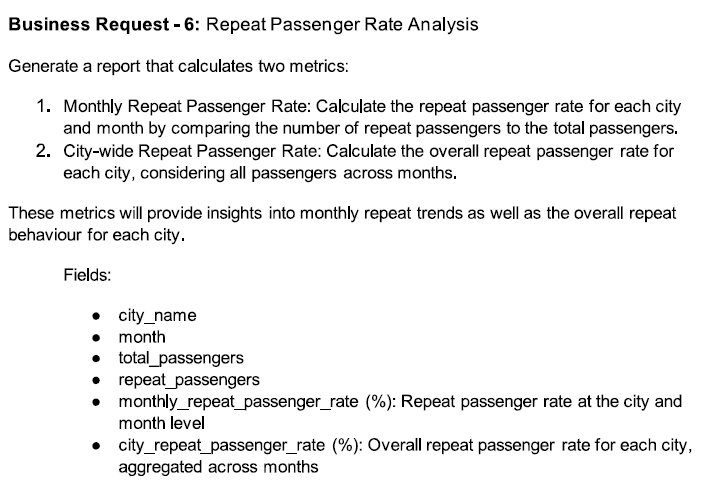 Business Request - 6: Repeat Passenger Rate Analysis
Generate a report that calculates two metrics:
1. Monthly Repeat Passenger Rate: Calculate the repeat passenger rate for each city
and month by comparing the number of repeat passengers to the total passengers.
2. City-wide Repeat Passenger Rate: Calculate the overall repeat passenger rate for
each city, considering all passengers across months.
These metrics will provide insights into monthly repeat trends as well as the overall repeat
behaviour for each city.
Fields:
● city_name
● month
● total_passengers
● repeat_passengers
● monthly_repeat_passenger_rate (%): Repeat passenger rate at the city and
month level
● city_repeat_passenger_rate (%): Overall repeat passenger rate for each city,
aggregated across months